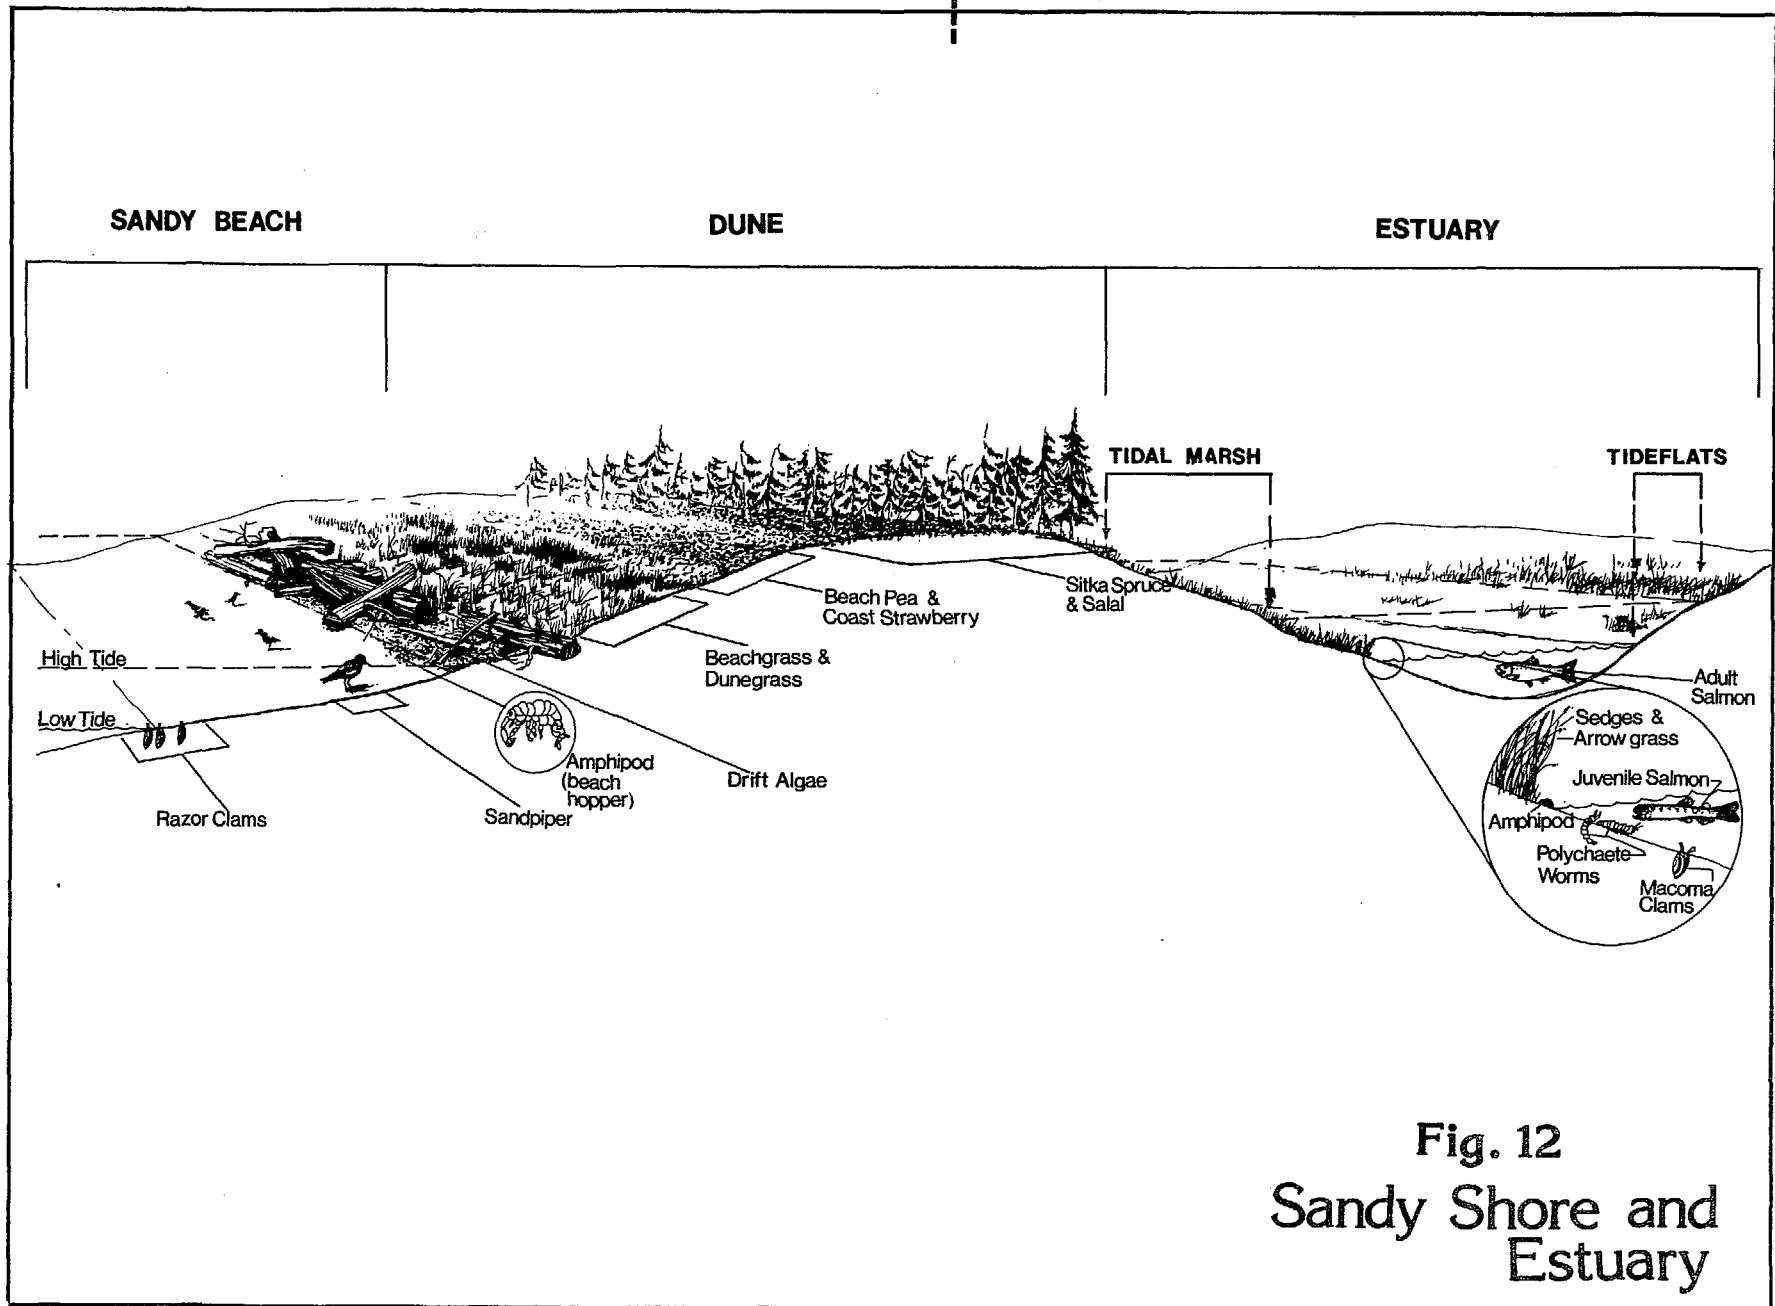 SANDY BEACH
DUNE
ESTUARY
TIDAL MARSH
TIDEFLATS
High Tide
Low Tide
Razor Clams
Sandpiper
Amphipod
(beach
hopper)
Drift Algae
Beachgrass &
Dunegrass
Beach Pea &
Coast Strawberry
Sitka Spruce
& Salal
Adult
Salmon
Sedges &
Arrow grass
Juvenile Salmon
Amphipod
Polychaete
Worms
Macoma
Clams
Fig. 12
Sandy Shore and
Estuary